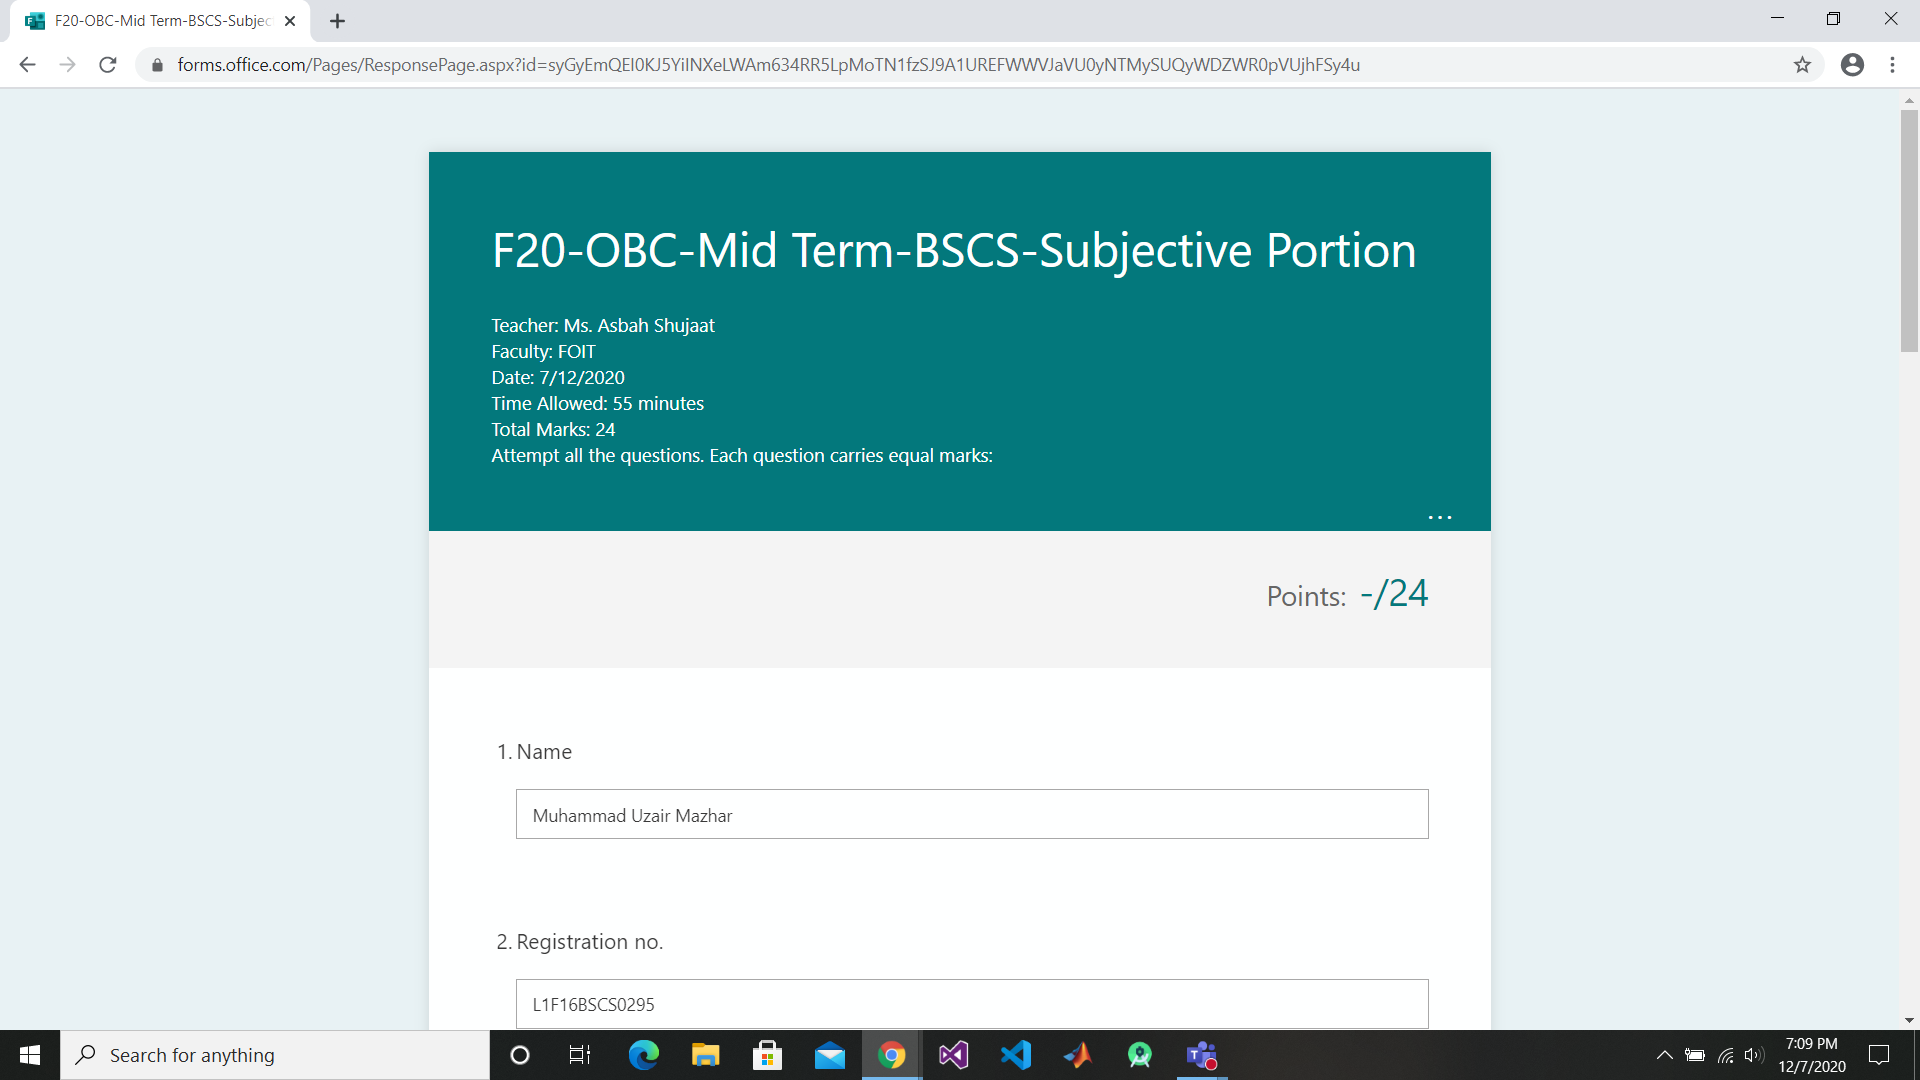 F20-OBC-Mid Term-BSCS-Subjec
forms.office.com/Pages/ResponsePage.aspx?id=syGyEmQEI0KJ5YiINXeLWAm634RR5LpMoTN1fzSJ9A1UREFWWVJaVU0yNTMySUQyWDZWR0pVUjhFSy4u
F20-OBC-Mid Term-BSCS-Subjective Portion
Teacher: Ms. Asbah Shujaat
Faculty: FOIT
Date: 7/12/2020
Time Allowed: 55 minutes
Total Marks: 24
Attempt all the questions. Each question carries equal marks:
...
Points: -/24
1. Name
Muhammad Uzair Mazhar
2. Registration no.
L1F16BSCS0295
Search for anything
7:09 PM
12/7/2020